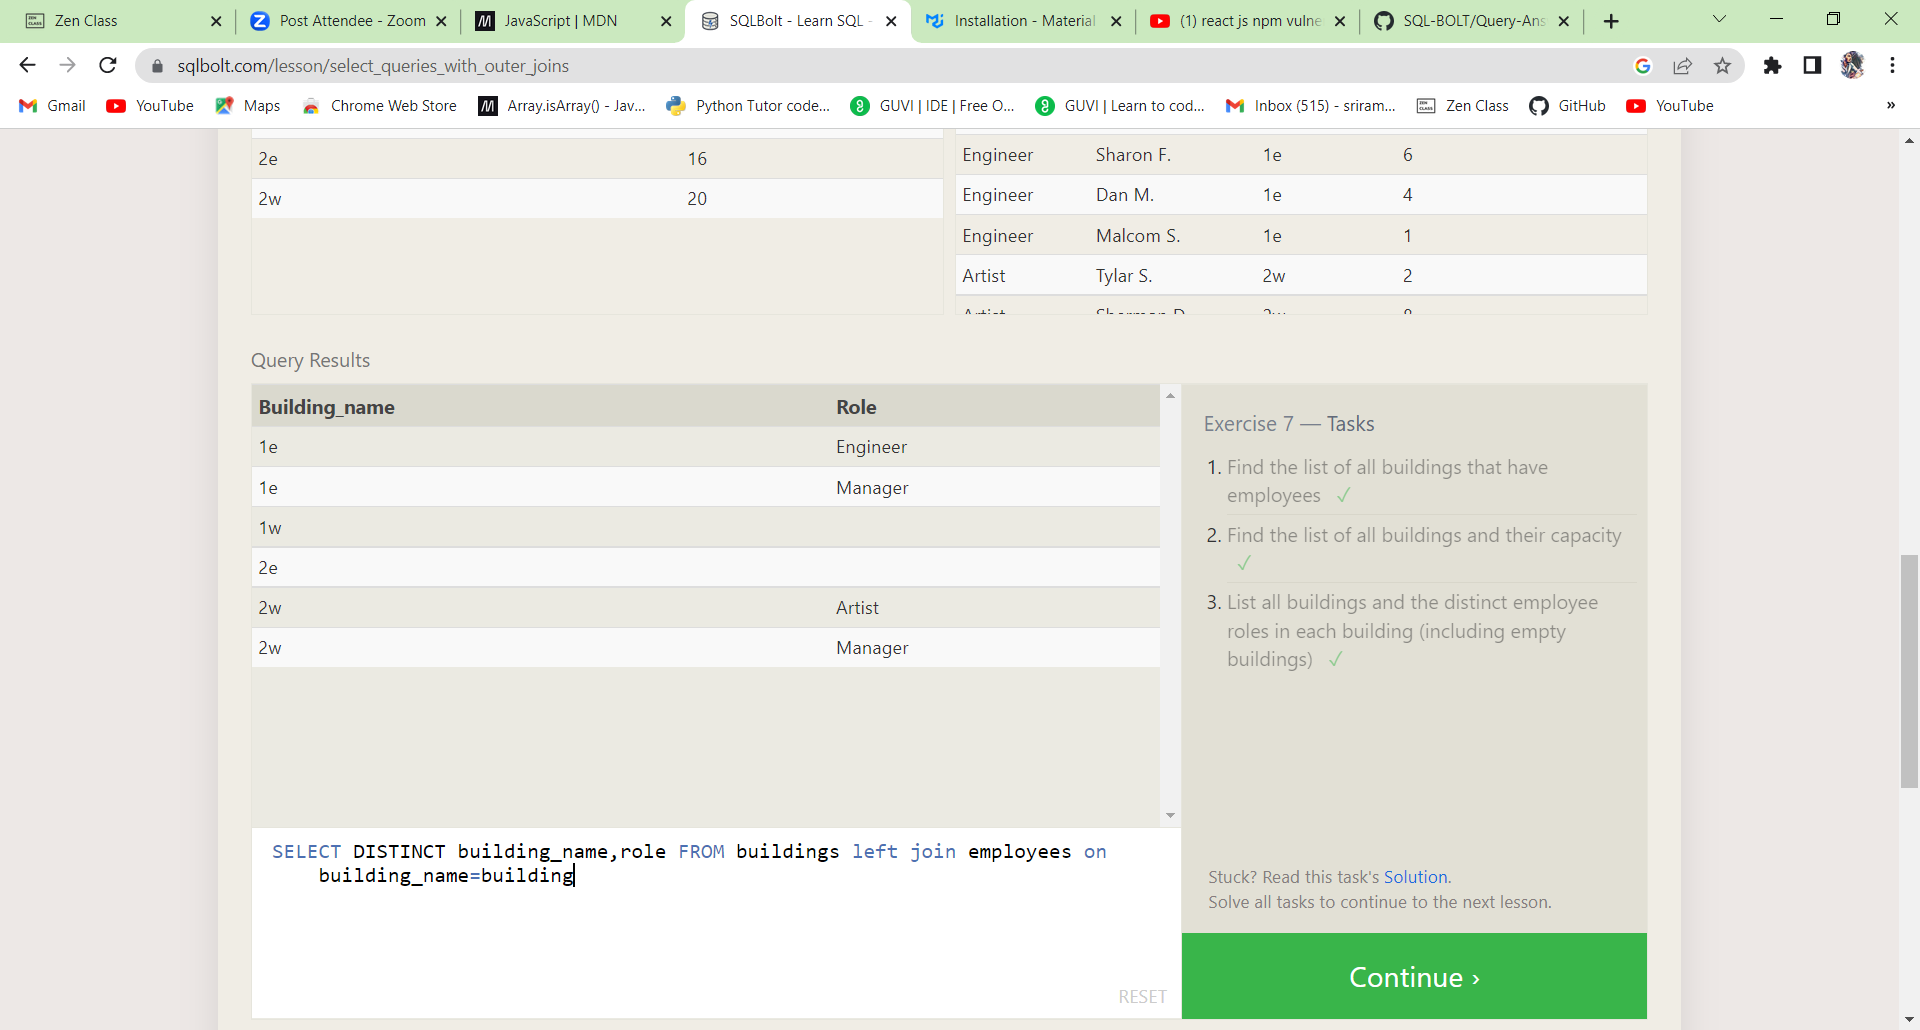 Zen Class
Post Attendee - Zoom
JavaScript | MDN
SQLBolt - Learn SQL -
Installation - Material
(1) react js npm vulne
SQL-BOLT/Query-Ans
sqlbolt.com/lesson/select_queries_with_outer_joins
Gmail
YouTube
Maps
Chrome Web Store
Array.isArray() - Jav...
Python Tutor code...
GUVI | IDE | Free O...
GUVI | Learn to cod...
Inbox (515) - sriram...
Zen Class
GitHub
YouTube
»
2e 16
2w 20
Engineer Sharon F. 1e 6
Engineer Dan M. 1e 4
Engineer Malcom S. 1e 1
Artist Tylar S. 2w 2
Artist Sherman D. 2w 8
Query Results
Building_name Role
1e Engineer
1e Manager
1w
2e
2w Artist
2w Manager
Exercise 7 — Tasks
1. Find the list of all buildings that have
employees ✓
2. Find the list of all buildings and their capacity
✓
3. List all buildings and the distinct employee
roles in each building (including empty
buildings) ✓
SELECT DISTINCT building_name,role FROM buildings left join employees on
building_name=building
RESET
Stuck? Read this task's Solution.
Solve all tasks to continue to the next lesson.
Continue ›